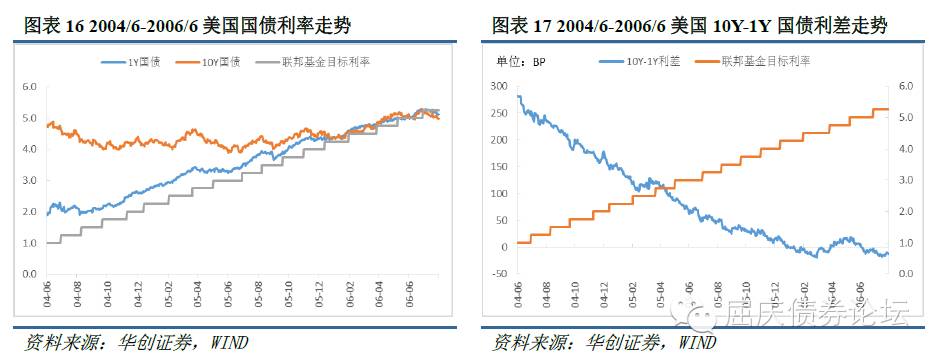 图表 16 2004/6-2006/6 美国国债利率走势
1Y国债 10Y国债 联邦基金目标利率
6.0
5.0
4.0
3.0
2.0
1.0
0.0
04-06 04-08 04-10 04-12 05-02 05-04 05-06 05-08 05-10 05-12 06-02 06-04 06-06
资料来源：华创证券，WIND
图表 17 2004/6-2006/6 美国 10Y-1Y 国债利差走势
单位：BP 10Y-1Y利差 联邦基金目标利率
300 6.0
250 5.0
200 4.0
150 3.0
100 2.0
50 1.0
0 0.0
-50
04-06 04-08 04-10 04-12 05-02 05-04 05-06 05-08 05-10 05-12 06-02 06-04 06-06
屈庆债券论坛
资料来源：华创证券，WIND